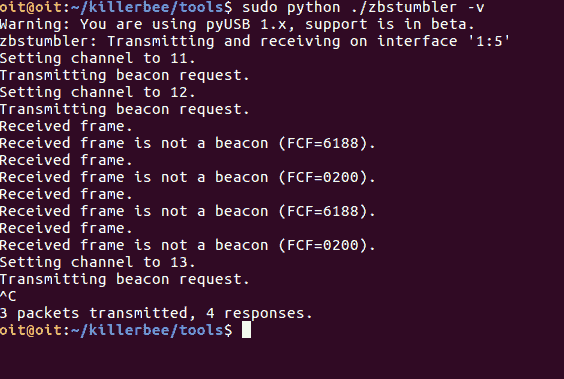 oit@oit:~/killerbee/tools$ sudo python ./zbstumbler -v
Warning: You are using pyUSB 1.x, support is in beta.
zbstumbler: Transmitting and receiving on interface '1:5'
Setting channel to 11.
Transmitting beacon request.
Setting channel to 12.
Transmitting beacon request.
Received frame.
Received frame is not a beacon (FCF=6188).
Received frame.
Received frame is not a beacon (FCF=0200).
Received frame.
Received frame is not a beacon (FCF=6188).
Received frame.
Received frame is not a beacon (FCF=0200).
Setting channel to 13.
Transmitting beacon request.
^C
3 packets transmitted, 4 responses.
oit@oit:~/killerbee/tools$